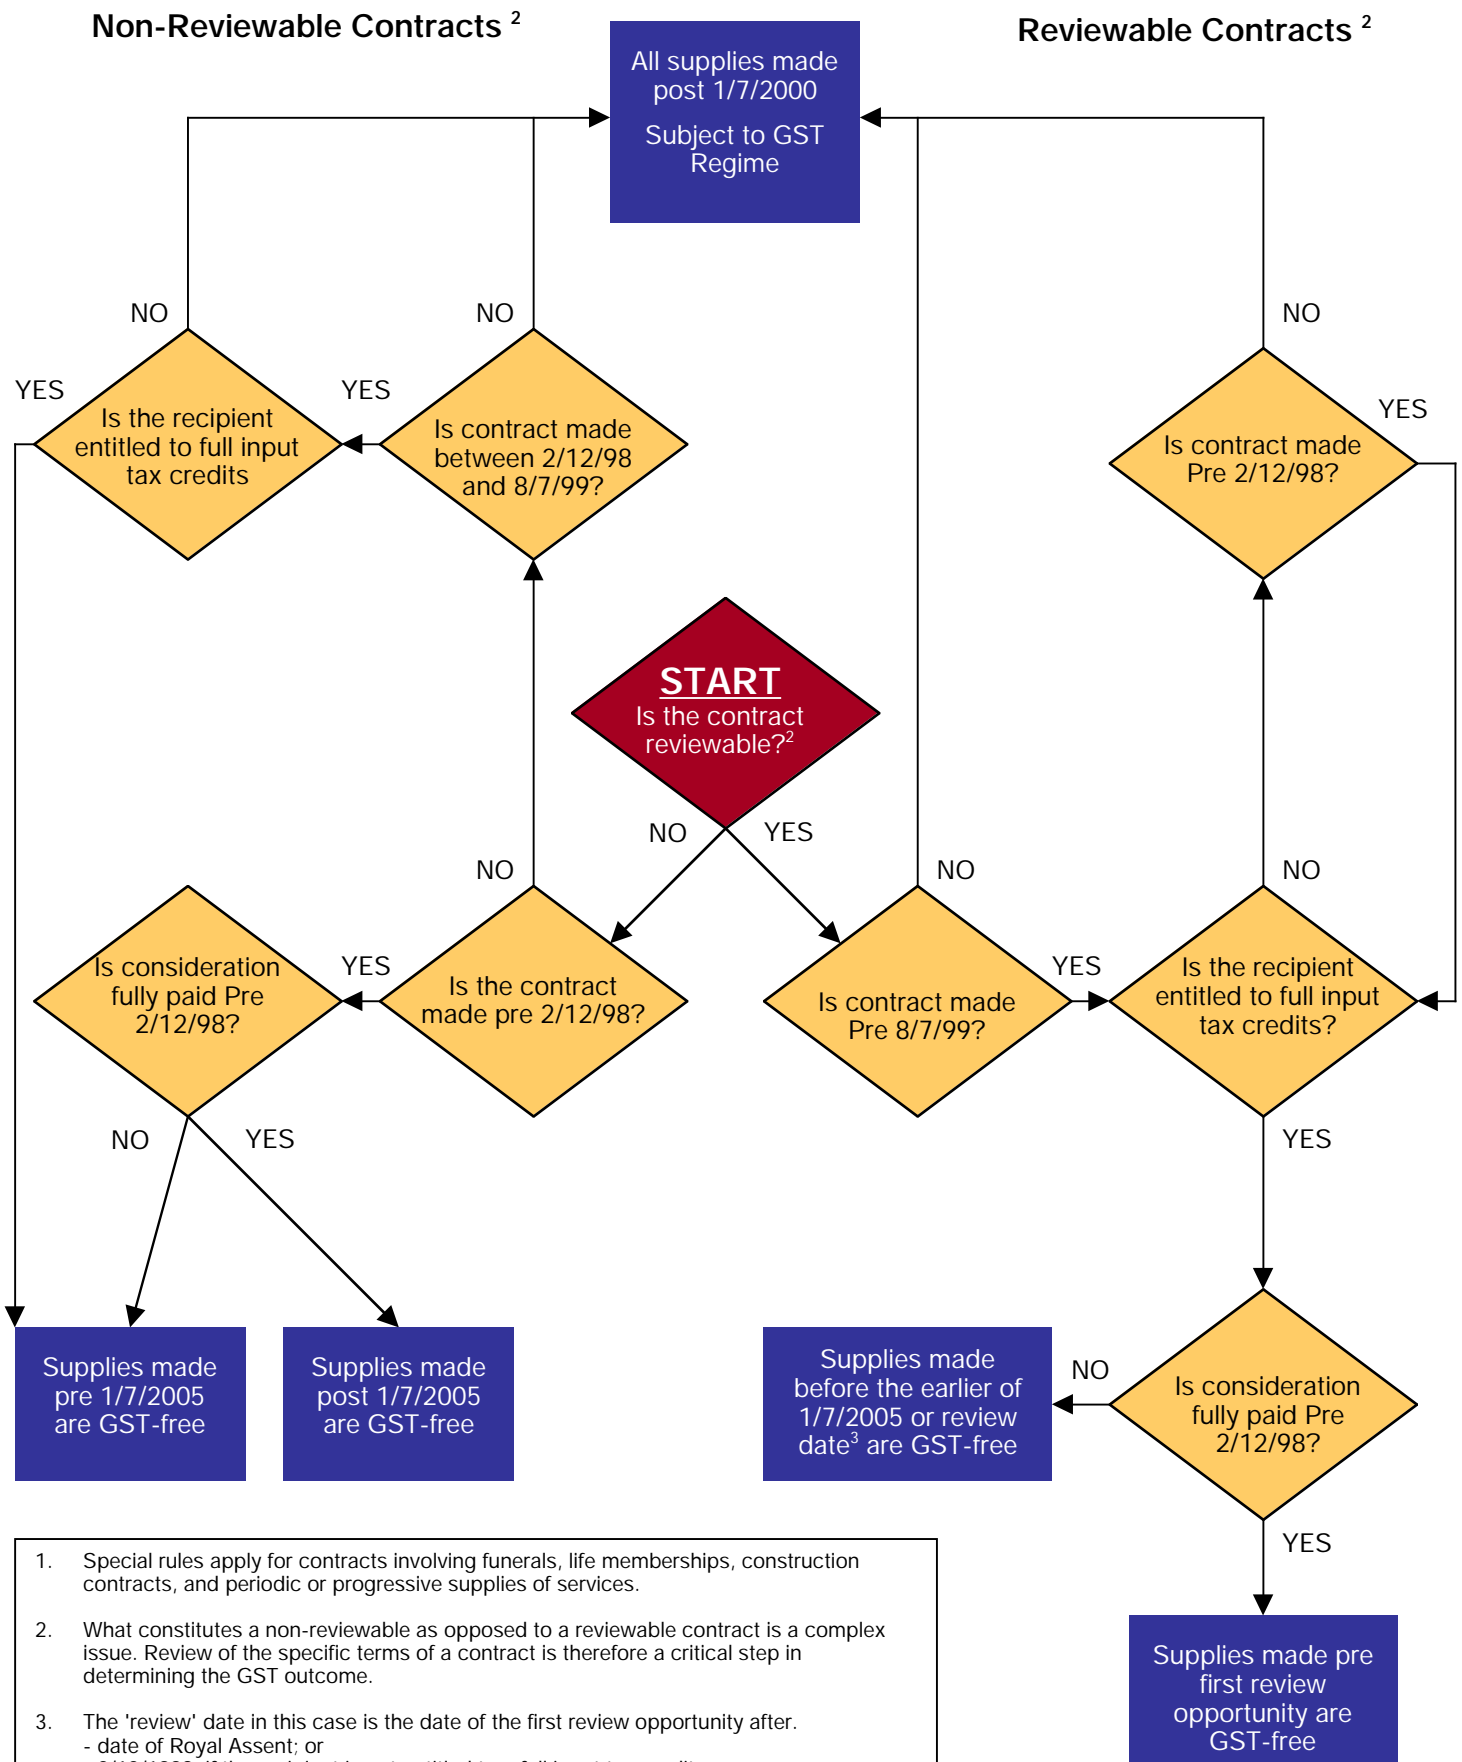 Non-Reviewable Contracts 2
Reviewable Contracts 2
All supplies made
post 1/7/2000
Subject to GST
Regime
NO
NO
NO
YES
YES
YES
Is the recipient
entitled to full input
tax credits
Is contract made
between 2/12/98
and 8/7/99?
Is contract made
Pre 2/12/98?
START
Is the contract
reviewable?2
NO
YES
NO
NO
NO
YES
YES
Is consideration
fully paid Pre
2/12/98?
Is the contract
made pre 2/12/98?
Is contract made
Pre 8/7/99?
Is the recipient
entitled to full input
tax credits?
NO
YES
YES
Supplies made
pre 1/7/2005
are GST-free
Supplies made
post 1/7/2005
are GST-free
Supplies made
before the earlier of
1/7/2005 or review
date3 are GST-free
NO
Is consideration
fully paid Pre
2/12/98?
YES
1. Special rules apply for contracts involving funerals, life memberships, construction
contracts, and periodic or progressive supplies of services.
2. What constitutes a non-reviewable as opposed to a reviewable contract is a complex
issue. Review of the specific terms of a contract is therefore a critical step in
determining the GST outcome.
3. The 'review' date in this case is the date of the first review opportunity after.
- date of Royal Assent; or
Supplies made pre
first review
opportunity are
GST-free